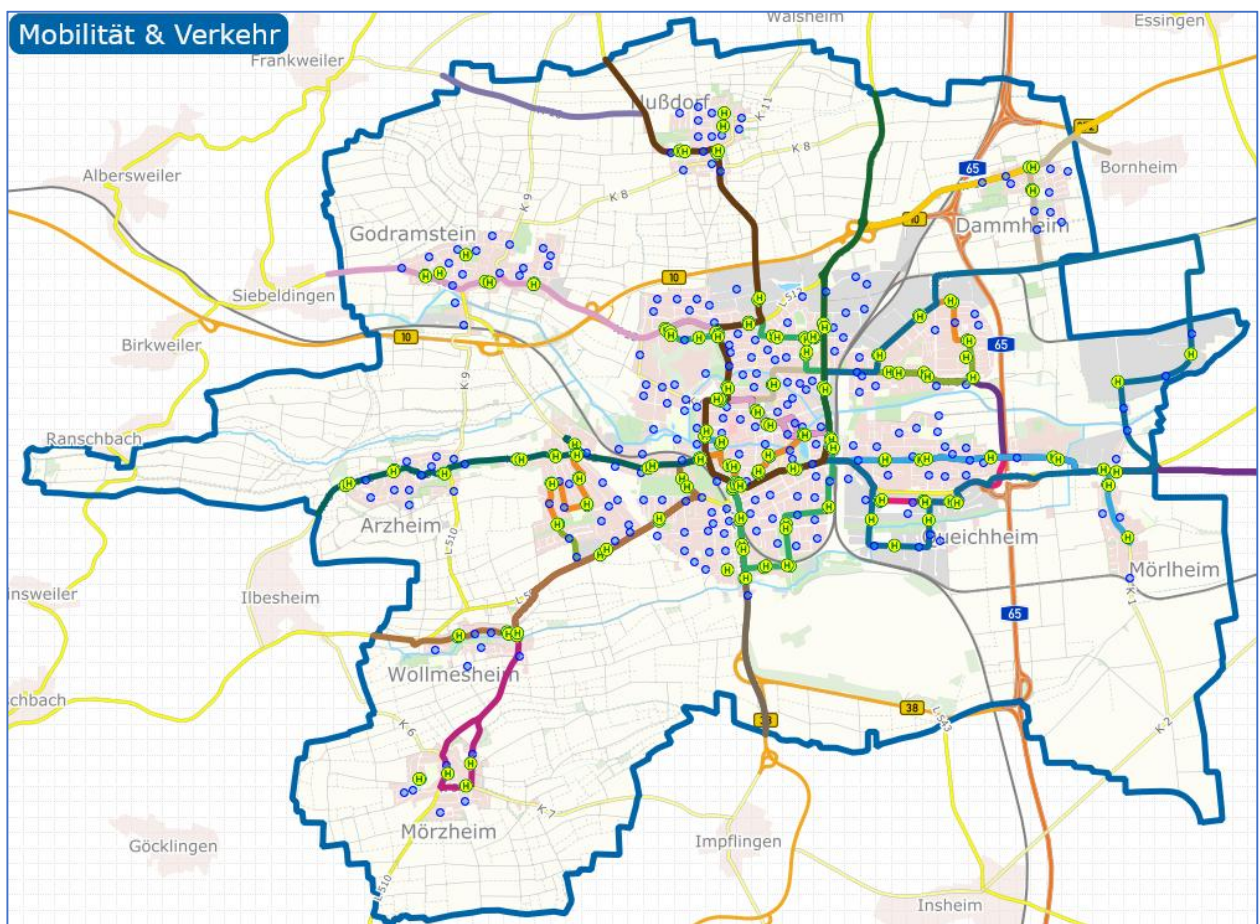 Mobilität & Verkehr
Walsheim
Essingen
Frankweiler
Nußdorf
K 11
K 8
65
Bornheim
Albersweiler
K 9
K 8
10
Dammheim
Godramstein
10
L 512
Siebeldingen
10
65
Birkweiler
K 9
Ranschbach
Arzheim
L 510
Queichheim
Mörlheim
K 1
Ilbesheim
65
Wollmesheim
38
38
L 543
K 6
K 2
K 7
Mörzheim
Impflingen
Göcklingen
L 510
Insheim